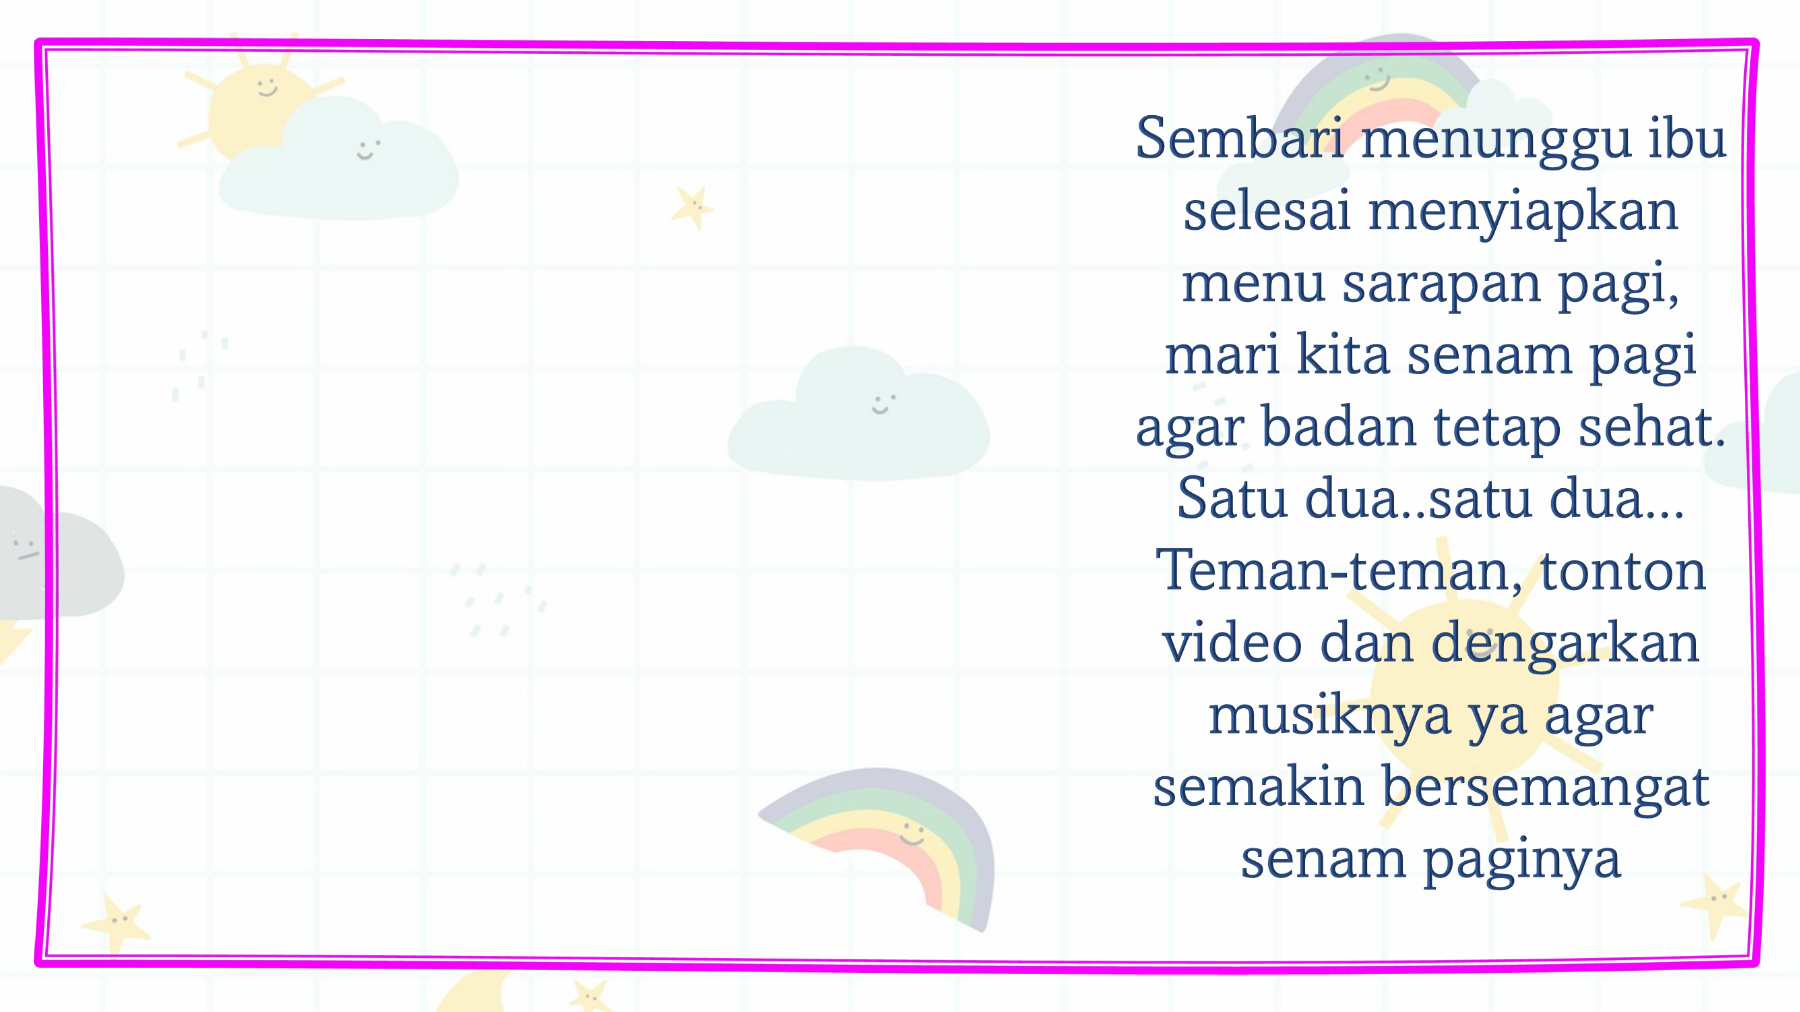 Sembari menunggu ibu
selesai menyiapkan
menu sarapan pagi,
mari kita senam pagi
agar badan tetap sehat.
Satu dua..satu dua...
Teman-teman, tonton
video dan dengarkan
musiknya ya agar
semakin bersemangat
senam paginya